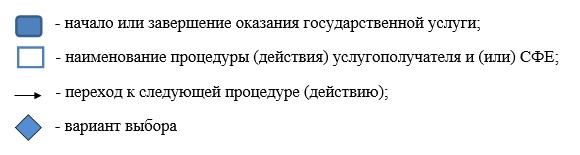 - начало или завершение оказания государственной услуги;
- наименование процедуры (действия) услугополучателя и (или) СФЕ;
- переход к следующей процедуре (действию);
- вариант выбора